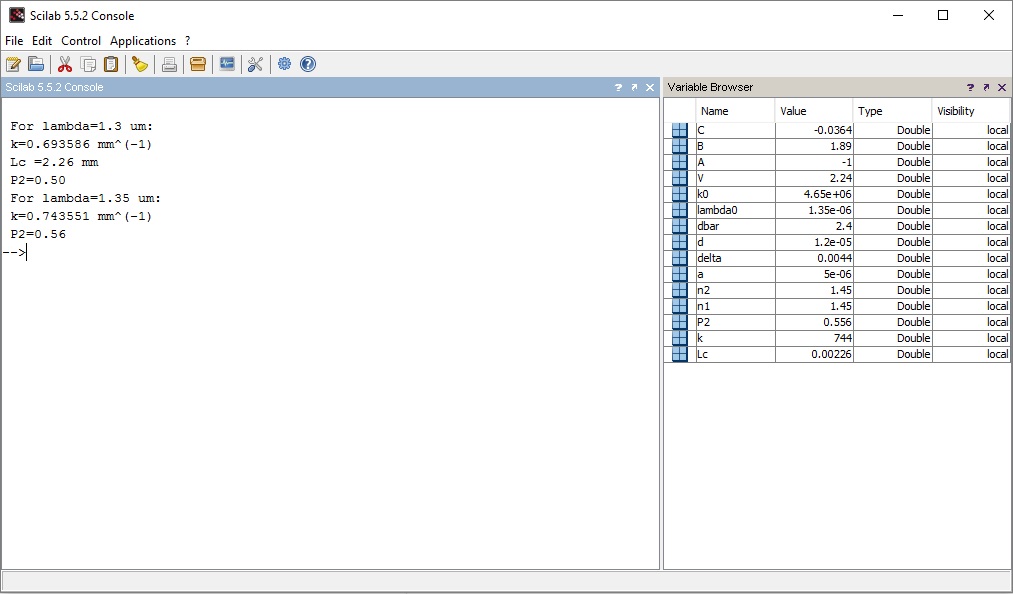 Scilab 5.5.2 Console
File Edit Control Applications ?
Scilab 5.5.2 Console ?
For lambda=1.3 um:
k=0.693586 mm^(-1)
Lc =2.26 mm
P2=0.50
For lambda=1.35 um:
k=0.743551 mm^(-1)
P2=0.56
-->
Variable Browser ?
Name Value Type Visibility
C -0.0364 Double local
B 1.89 Double local
A -1 Double local
V 2.24 Double local
k0 4.65e+06 Double local
lambda0 1.35e-06 Double local
dbar 2.4 Double local
d 1.2e-05 Double local
delta 0.0044 Double local
a 5e-06 Double local
n2 1.45 Double local
n1 1.45 Double local
P2 0.556 Double local
k 744 Double local
Lc 0.00226 Double local